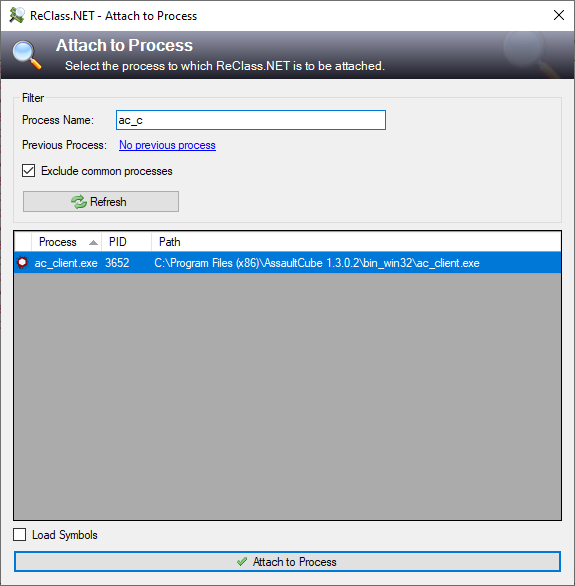 ReClass.NET - Attach to Process
Attach to Process
Select the process to which ReClass.NET is to be attached.
Filter
Process Name: ac_c
Previous Process: No previous process
Exclude common processes
Refresh
Process PID Path
ac_client.exe 3652 C:\Program Files (x86)\AssaultCube 1.3.0.2\bin_win32\ac_client.exe
Load Symbols
Attach to Process